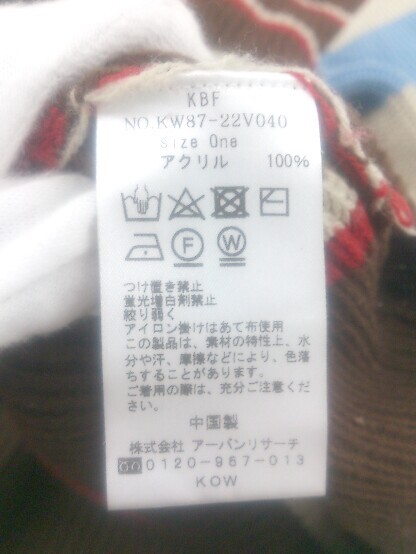 KBF
NO.KW87-22V040
size One
アクリル 100%
F W
つけ置き禁止
蛍光増白剤禁止
絞り弱く
アイロン掛けはあて布使用
この製品は、素材の特性上、水
分や汗、摩擦などにより、色落
ちすることがあります。
ご着用の際は、充分ご注意くだ
さい。
中国製
株式会社 アーバンリサーチ
0120-967-013
KOW